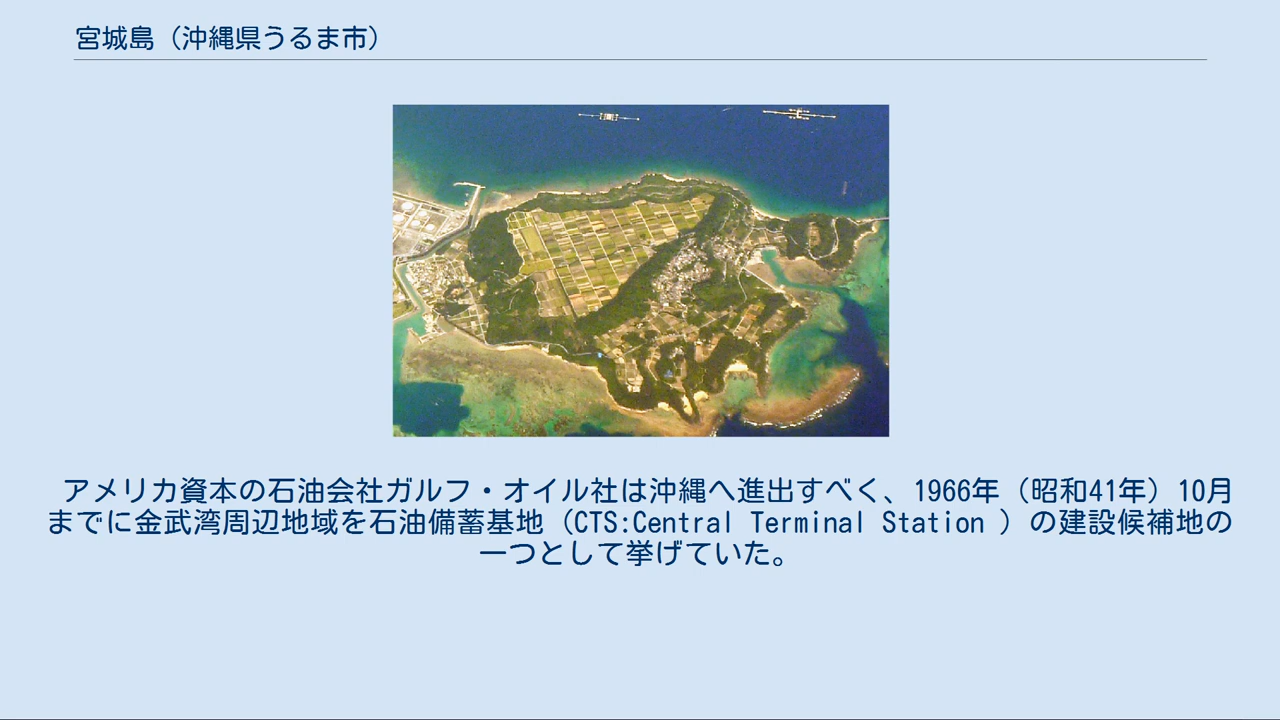 宮城島（沖縄県うるま市）
アメリカ資本の石油会社ガルフ・オイル社は沖縄へ進出すべく、1966年（昭和41年）10月
までに金武湾周辺地域を石油備蓄基地（CTS:Central Terminal Station ）の建設候補地の
一つとして挙げていた。